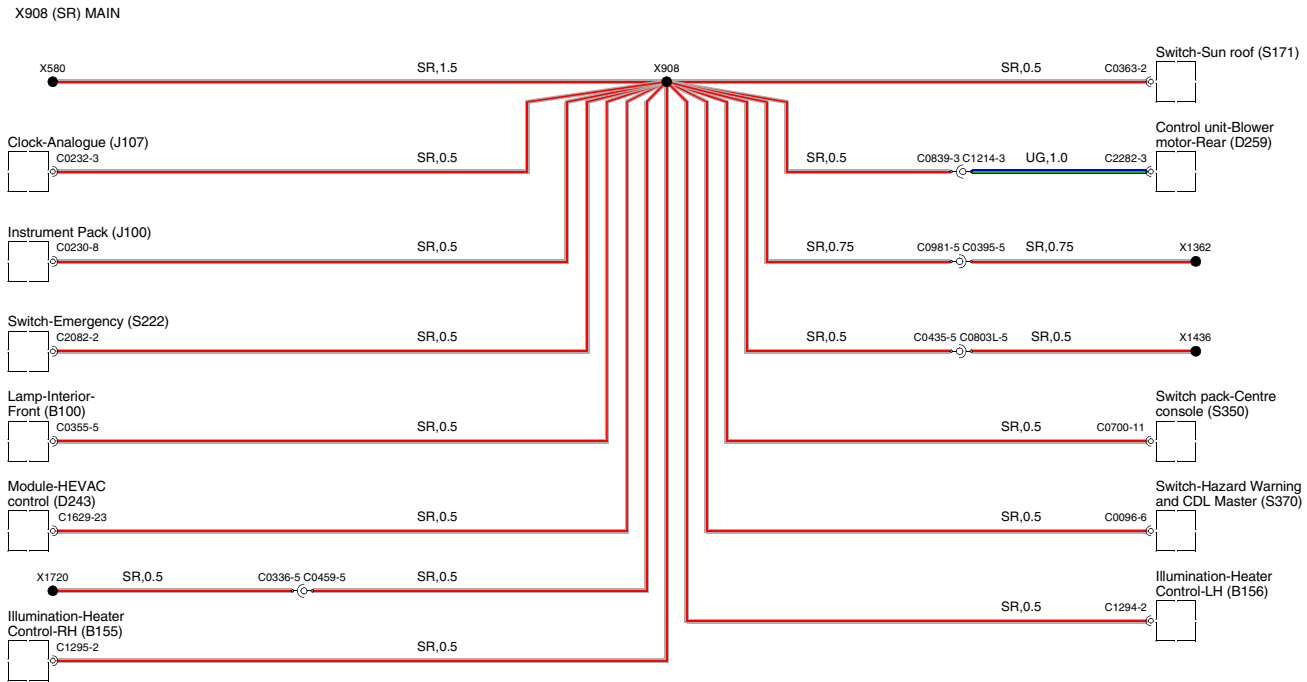 X908 (SR) MAIN
X580
SR,1.5
X908
SR,0.5
C0363-2
Switch-Sun roof (S171)
Clock-Analogue (J107)
C0232-3
SR,0.5
SR,0.5
C0839-3 C1214-3
UG,1.0
C2282-3
Control unit-Blower
motor-Rear (D259)
Instrument Pack (J100)
C0230-8
SR,0.5
SR,0.75
C0981-5 C0395-5
SR,0.75
X1362
Switch-Emergency (S222)
C2082-2
SR,0.5
SR,0.5
C0435-5 C0803L-5
SR,0.5
X1436
Lamp-Interior-
Front (B100)
C0355-5
SR,0.5
SR,0.5
C0700-11
Switch pack-Centre
console (S350)
Module-HEVAC
control (D243)
C1629-23
SR,0.5
SR,0.5
C0096-6
Switch-Hazard Warning
and CDL Master (S370)
X1720
SR,0.5
C0336-5 C0459-5
SR,0.5
Illumination-Heater
Control-LH (B156)
SR,0.5
C1294-2
Illumination-Heater
Control-RH (B155)
C1295-2
SR,0.5